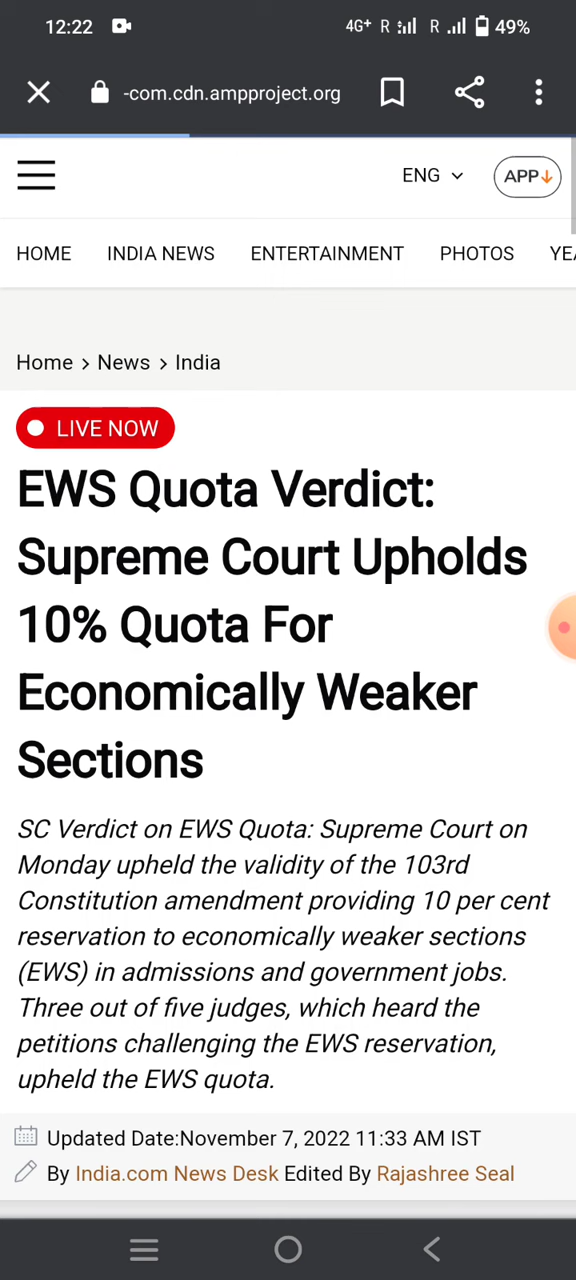 12:22 4G+ R R 49%
-com.cdn.ampproject.org
ENG APP
HOME INDIA NEWS ENTERTAINMENT PHOTOS YEA
Home > News > India
LIVE NOW
EWS Quota Verdict:
Supreme Court Upholds
10% Quota For
Economically Weaker
Sections
SC Verdict on EWS Quota: Supreme Court on
Monday upheld the validity of the 103rd
Constitution amendment providing 10 per cent
reservation to economically weaker sections
(EWS) in admissions and government jobs.
Three out of five judges, which heard the
petitions challenging the EWS reservation,
upheld the EWS quota.
Updated Date:November 7, 2022 11:33 AM IST
By India.com News Desk Edited By Rajashree Seal